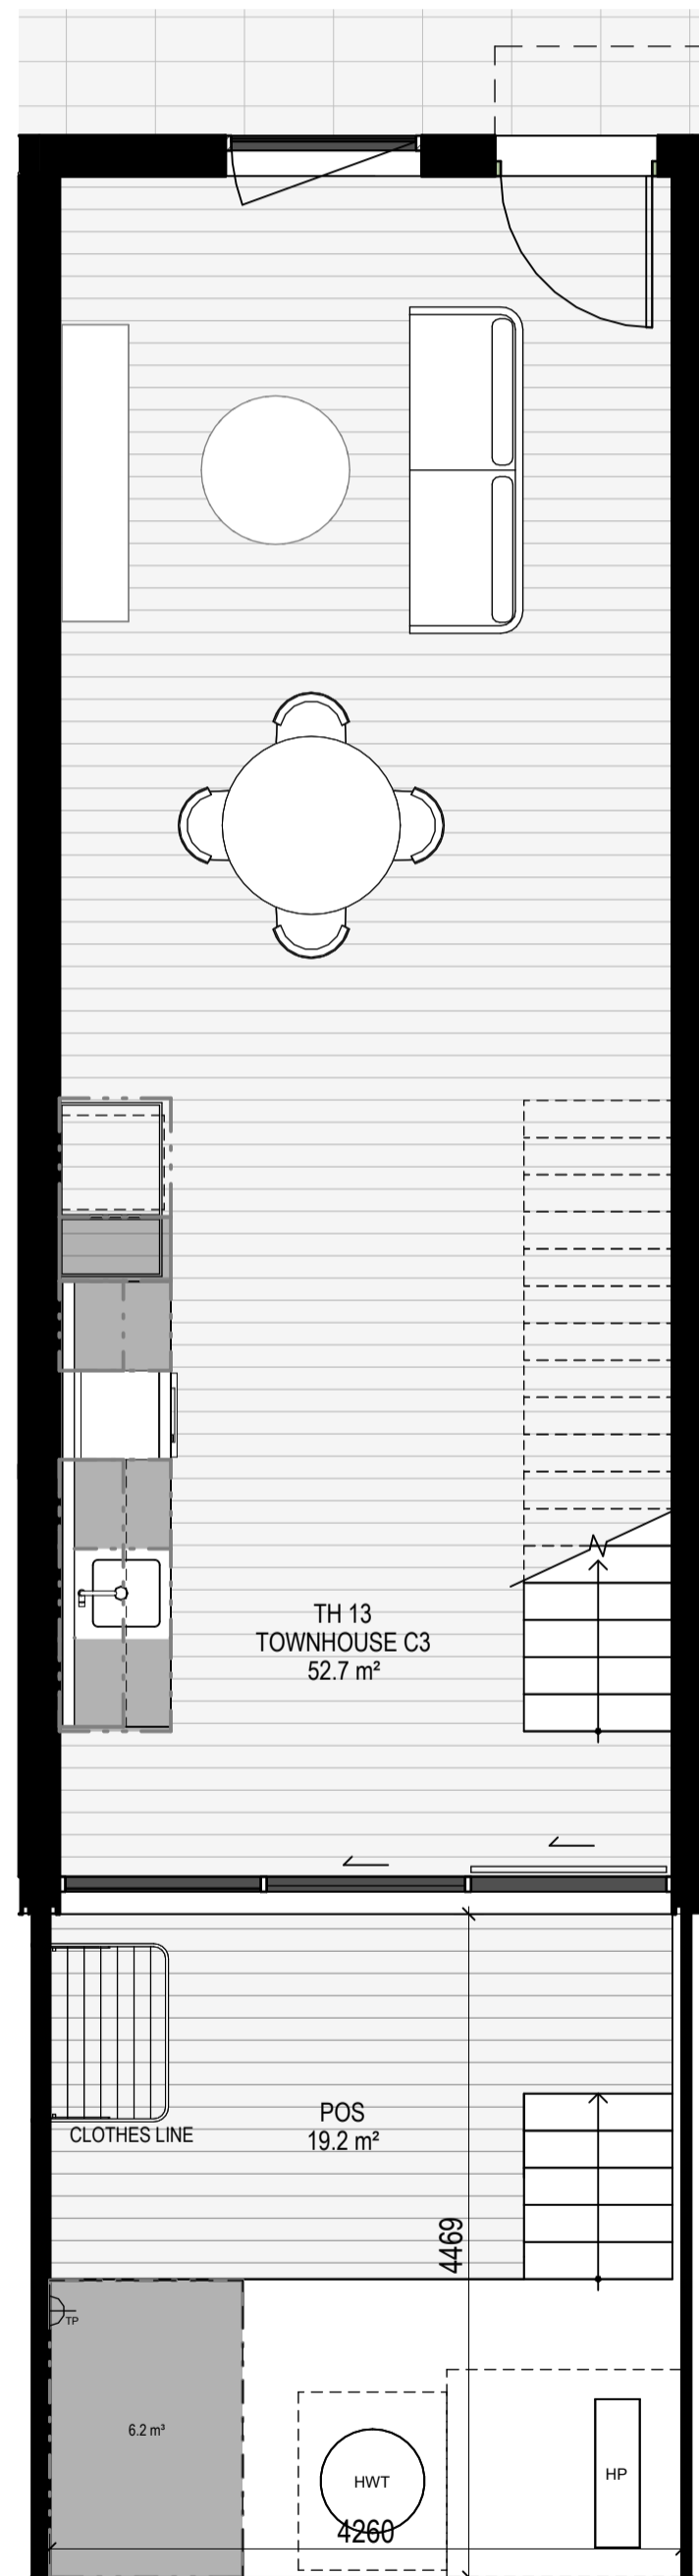 TH 13
TOWNHOUSE C3
52.7 m²
POS
19.2 m²
CLOTHES LINE
4469
TP
6.2 m³
HWT
HP
4260